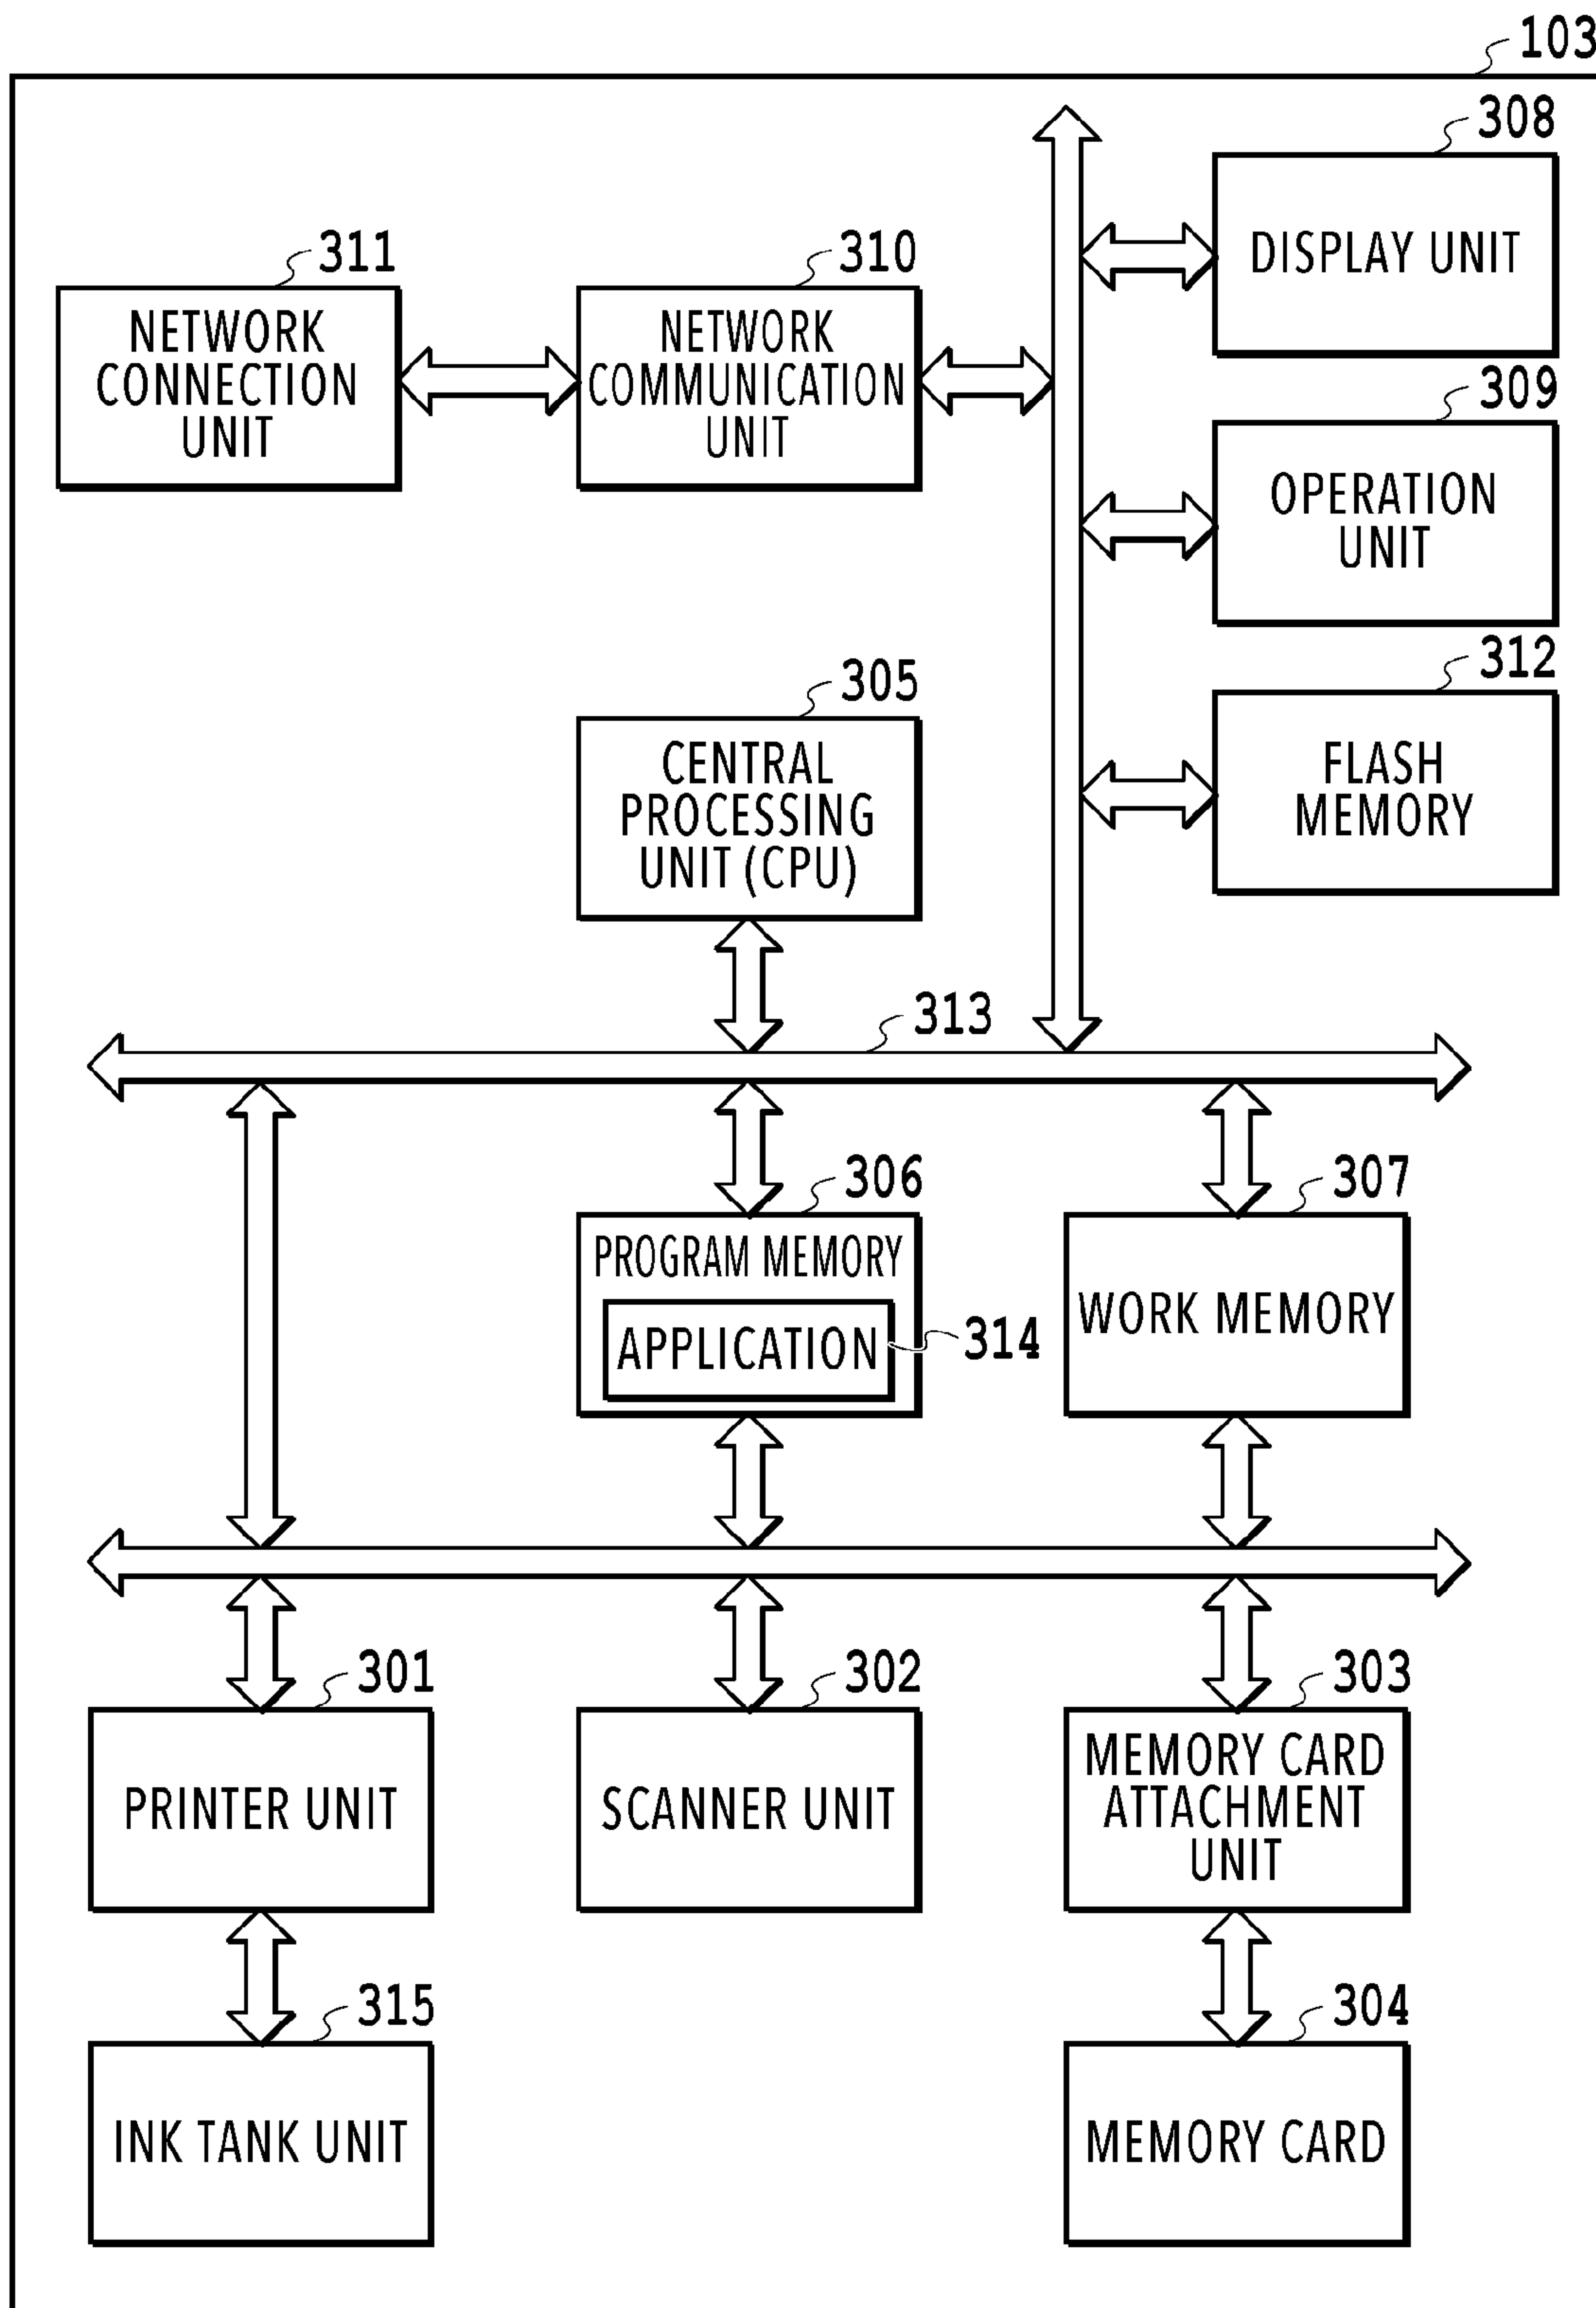 103
308
DISPLAY UNIT
311
NETWORK
CONNECTION
UNIT
310
NETWORK
COMMUNICATION
UNIT
309
OPERATION
UNIT
312
FLASH
MEMORY
305
CENTRAL
PROCESSING
UNIT (CPU)
313
306
PROGRAM MEMORY
APPLICATION
314
307
WORK MEMORY
301
PRINTER UNIT
302
SCANNER UNIT
303
MEMORY CARD
ATTACHMENT
UNIT
315
INK TANK UNIT
304
MEMORY CARD